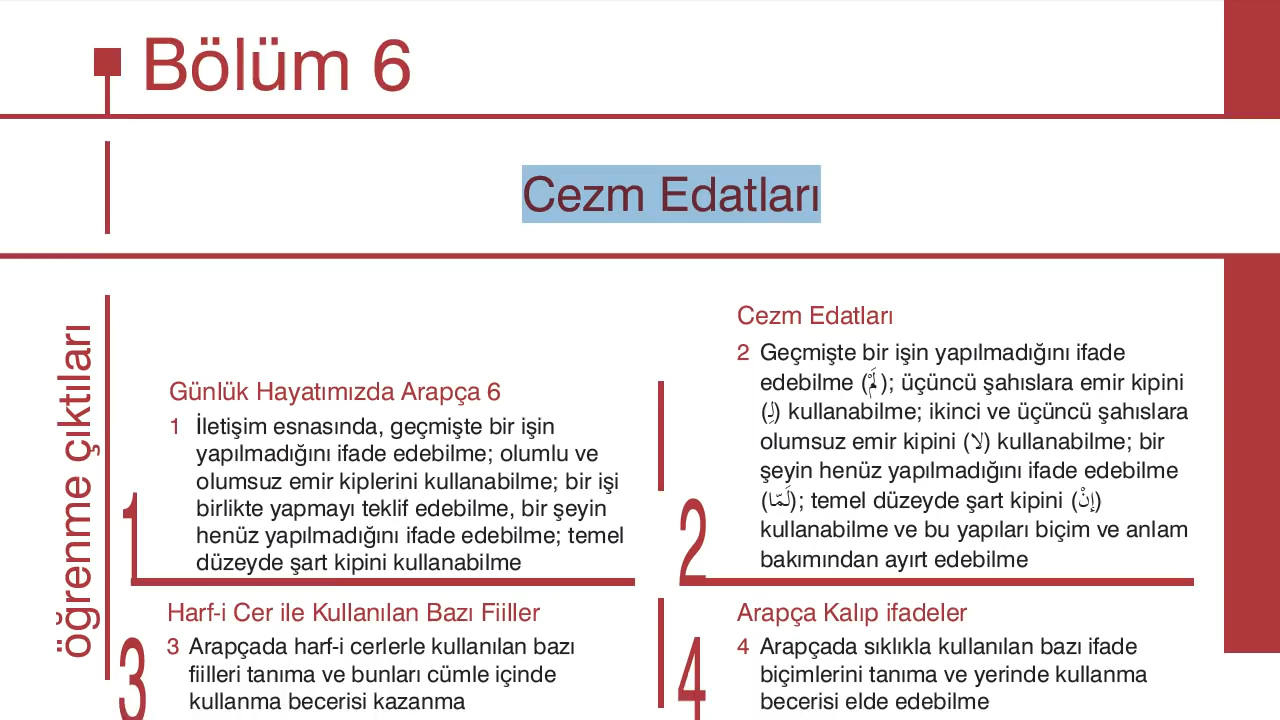 Bölüm 6
Cezm Edatları
öğrenme çıktıları
1
Günlük Hayatımızda Arapça 6
1 İletişim esnasında, geçmişte bir işin
yapılmadığını ifade edebilme; olumlu ve
olumsuz emir kiplerini kullanabilme; bir işi
birlikte yapmayı teklif edebilme, bir şeyin
henüz yapılmadığını ifade edebilme; temel
düzeyde şart kipini kullanabilme
2
Cezm Edatları
2 Geçmişte bir işin yapılmadığını ifade
edebilme (لَمْ); üçüncü şahıslara emir kipini
(لِ) kullanabilme; ikinci ve üçüncü şahıslara
olumsuz emir kipini (لا) kullanabilme; bir
şeyin henüz yapılmadığını ifade edebilme
(لَمّا); temel düzeyde şart kipini (إنْ)
kullanabilme ve bu yapıları biçim ve anlam
bakımından ayırt edebilme
3
Harf-i Cer ile Kullanılan Bazı Fiiller
3 Arapçada harf-i cerlerle kullanılan bazı
fiilleri tanıma ve bunları cümle içinde
kullanma becerisi kazanma
4
Arapça Kalıp ifadeler
4 Arapçada sıklıkla kullanılan bazı ifade
biçimlerini tanıma ve yerinde kullanma
becerisi elde edebilme